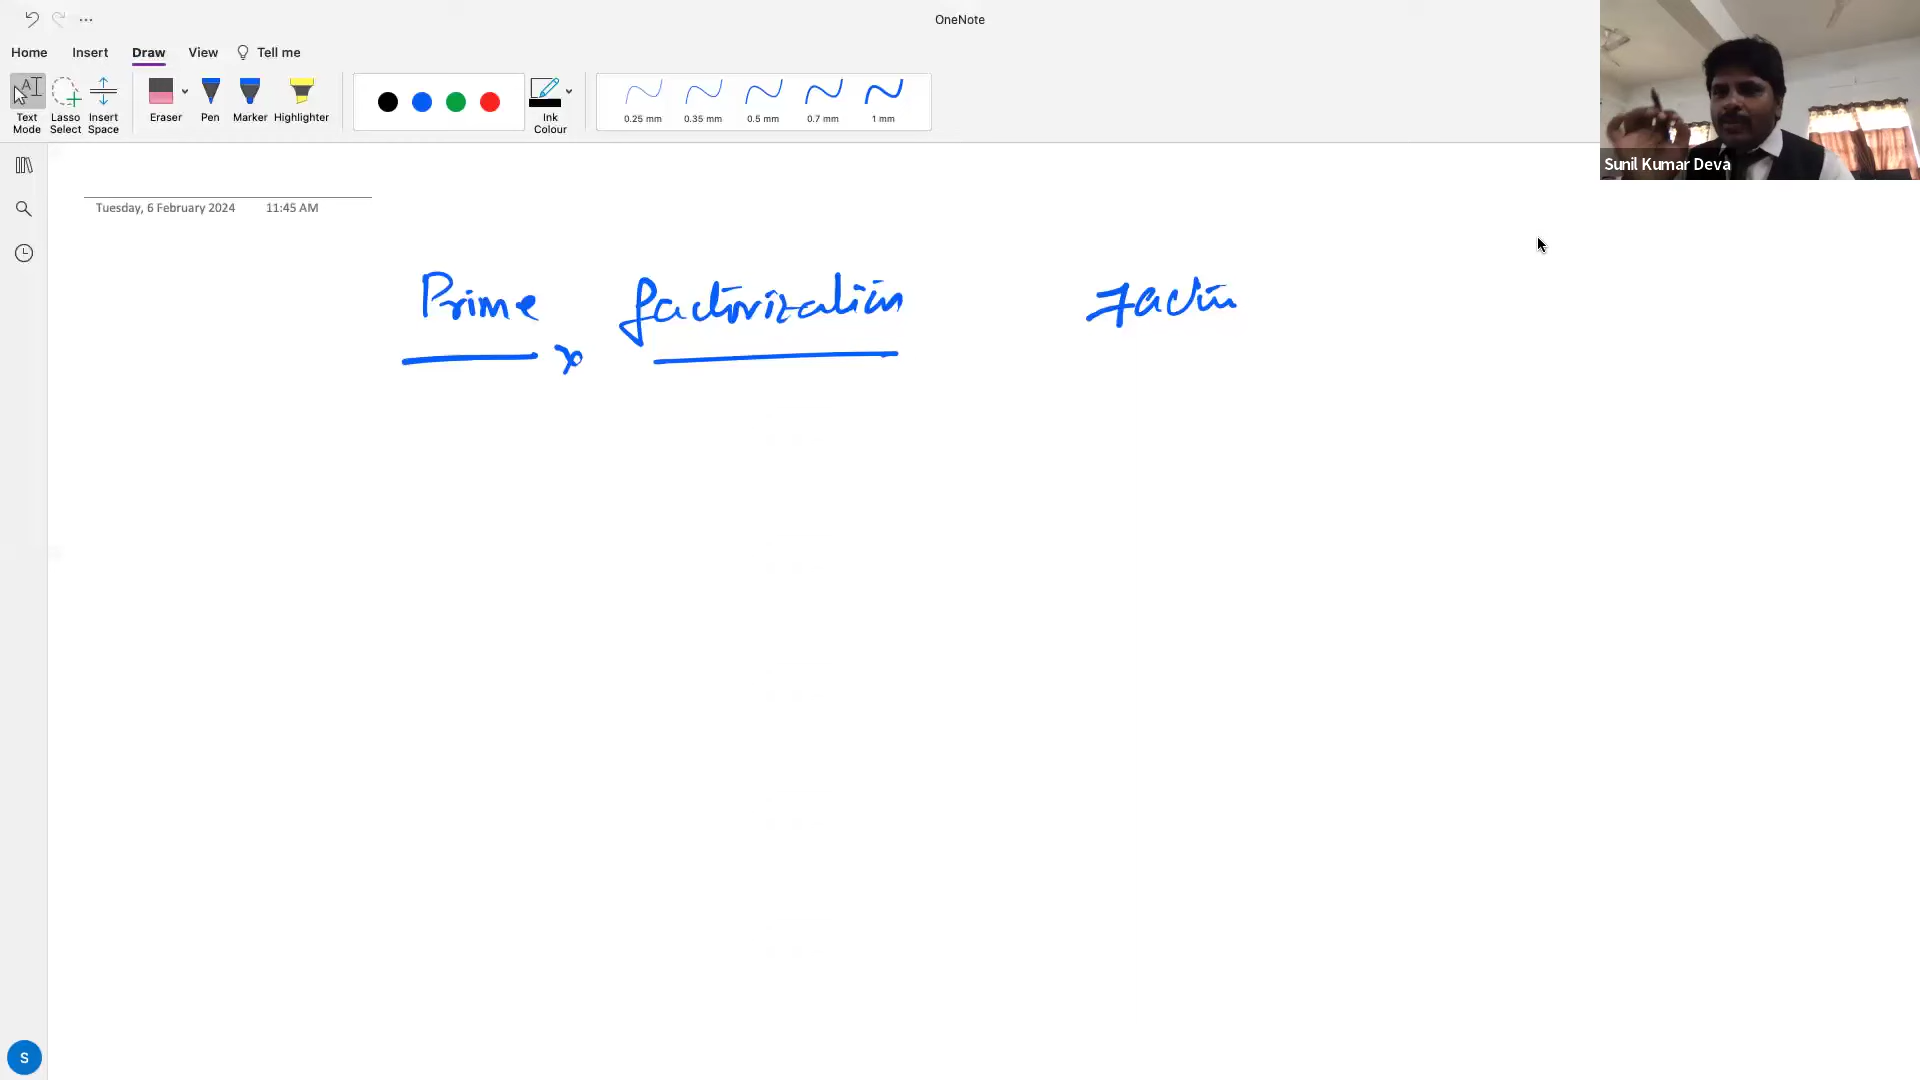 OneNote
Home Insert Draw View Tell me
Text Mode
Lasso Select
Insert Space
Eraser
Pen
Marker
Highlighter
Ink Colour
0.25 mm
0.35 mm
0.5 mm
0.7 mm
1 mm
Sunil Kumar Deva
Tuesday, 6 February 2024 11:45 AM
Prime factorization
S